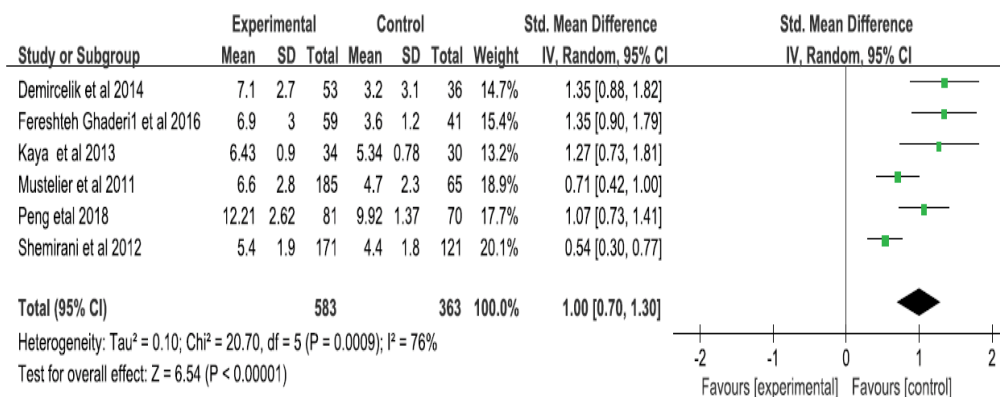 Experimental Control Std. Mean Difference Std. Mean Difference
Study or Subgroup Mean SD Total Mean SD Total Weight IV, Random, 95% CI IV, Random, 95% CI
Demircelik et al 2014 7.1 2.7 53 3.2 3.1 36 14.7% 1.35 [0.88, 1.82]
Fereshteh Ghaderi1 et al 2016 6.9 3 59 3.6 1.2 41 15.4% 1.35 [0.90, 1.79]
Kaya et al 2013 6.43 0.9 34 5.34 0.78 30 13.2% 1.27 [0.73, 1.81]
Mustelier et al 2011 6.6 2.8 185 4.7 2.3 65 18.9% 0.71 [0.42, 1.00]
Peng etal 2018 12.21 2.62 81 9.92 1.37 70 17.7% 1.07 [0.73, 1.41]
Shemirani et al 2012 5.4 1.9 171 4.4 1.8 121 20.1% 0.54 [0.30, 0.77]
Total (95% CI) 583 363 100.0% 1.00 [0.70, 1.30]
Heterogeneity: Tau² = 0.10; Chi² = 20.70, df = 5 (P = 0.0009); I² = 76%
Test for overall effect: Z = 6.54 (P < 0.00001)
-2 -1 0 1 2
Favours [experimental] Favours [control]